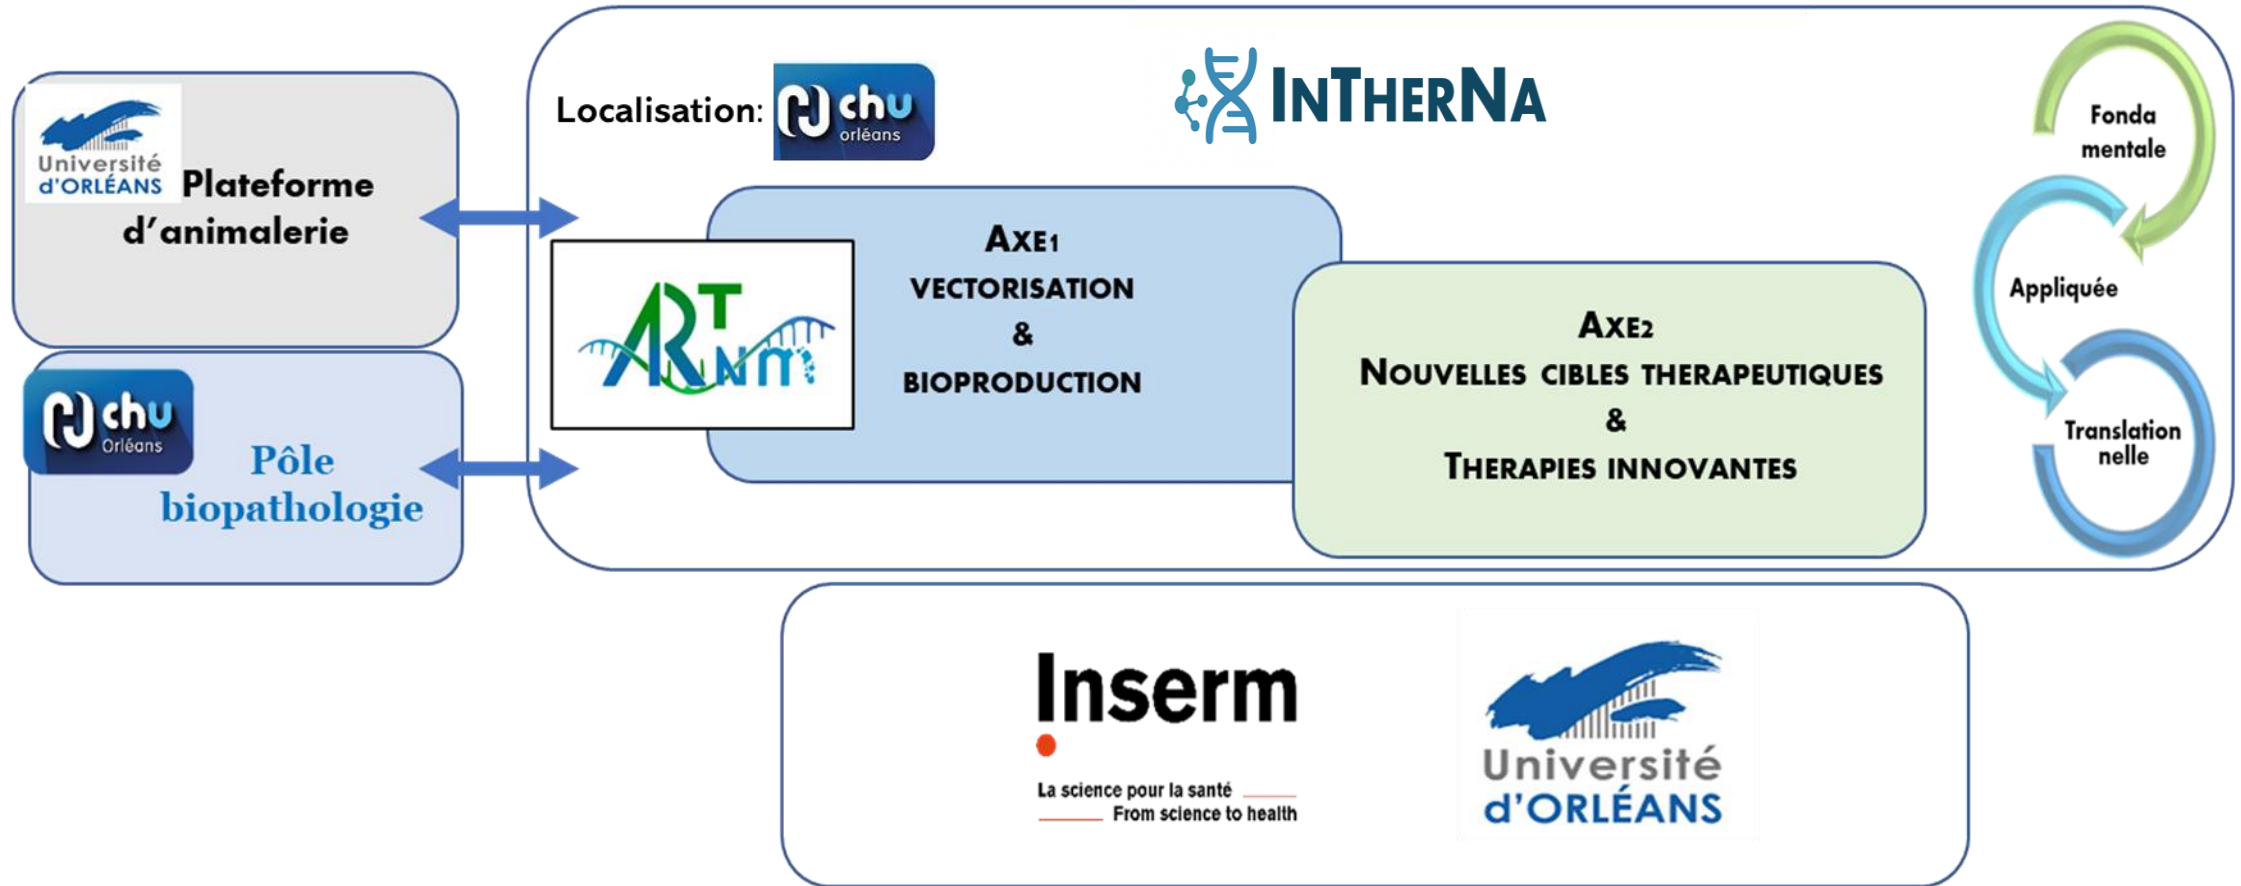 Université
d'ORLÉANS
Plateforme
d'animalerie
chu
Orléans
Pôle
biopathologie
Localisation:
chu
orléans
INTHERNA
ARTNm
AXE1
VECTORISATION
&
BIOPRODUCTION
AXE2
NOUVELLES CIBLES THERAPEUTIQUES
&
THERAPIES INNOVANTES
Fonda
mentale
Appliquée
Translation
nelle
Inserm
La science pour la santé
From science to health
Université
d'ORLÉANS